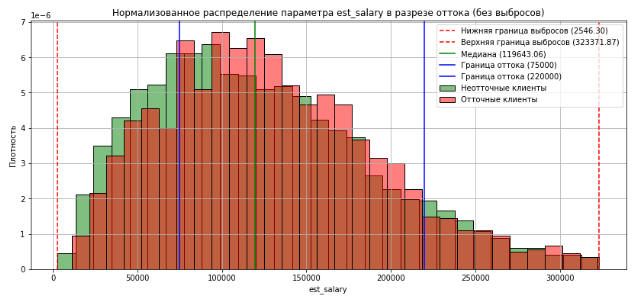 Нормализованное распределение параметра est_salary в разрезе оттока (без выбросов)
1e−6
7
6
5
4
3
2
1
0
Плотность
Нижняя граница выбросов (2546.30)
Верхняя граница выбросов (323371.87)
Медиана (119643.06)
Граница оттока (75000)
Граница оттока (220000)
Неотточные клиенты
Отточные клиенты
0
50000
100000
150000
200000
250000
300000
est_salary